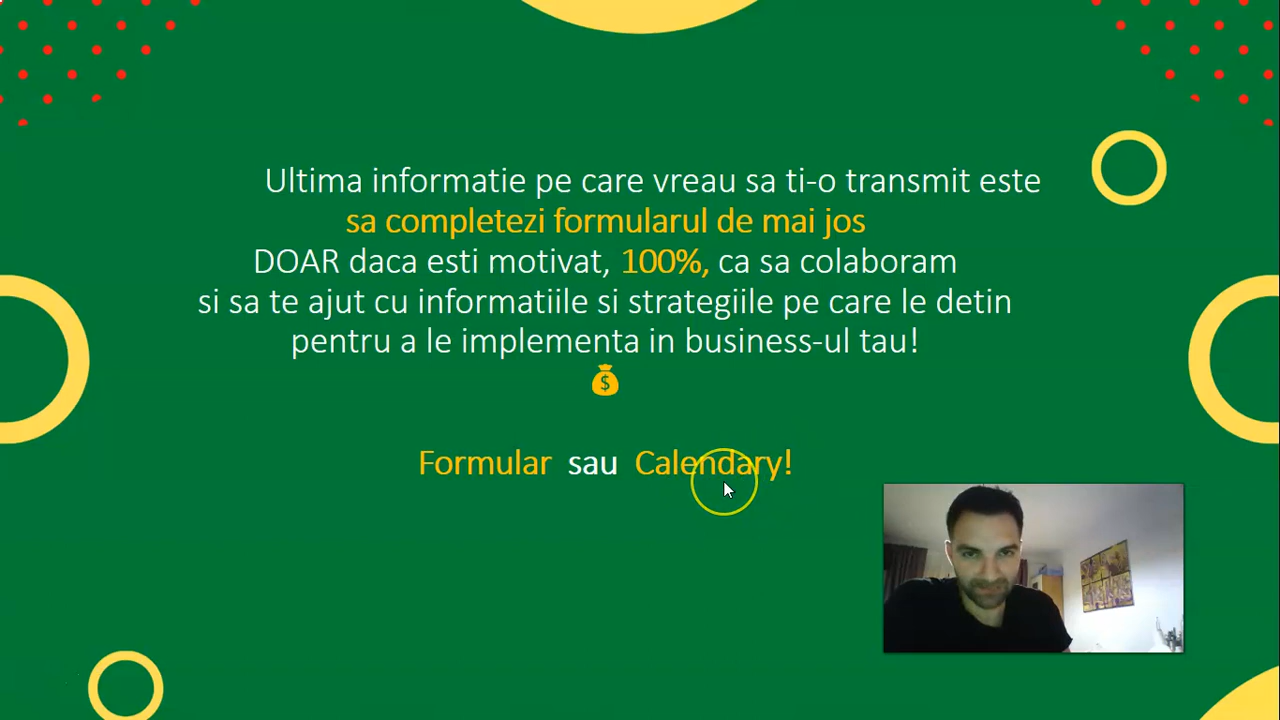 Ultima informatie pe care vreau sa ti-o transmit este
sa completezi formularul de mai jos
DOAR daca esti motivat, 100%, ca sa colaboram
si sa te ajut cu informatiile si strategiile pe care le detin
pentru a le implementa in business-ul tau!
Formular sau Calendary!